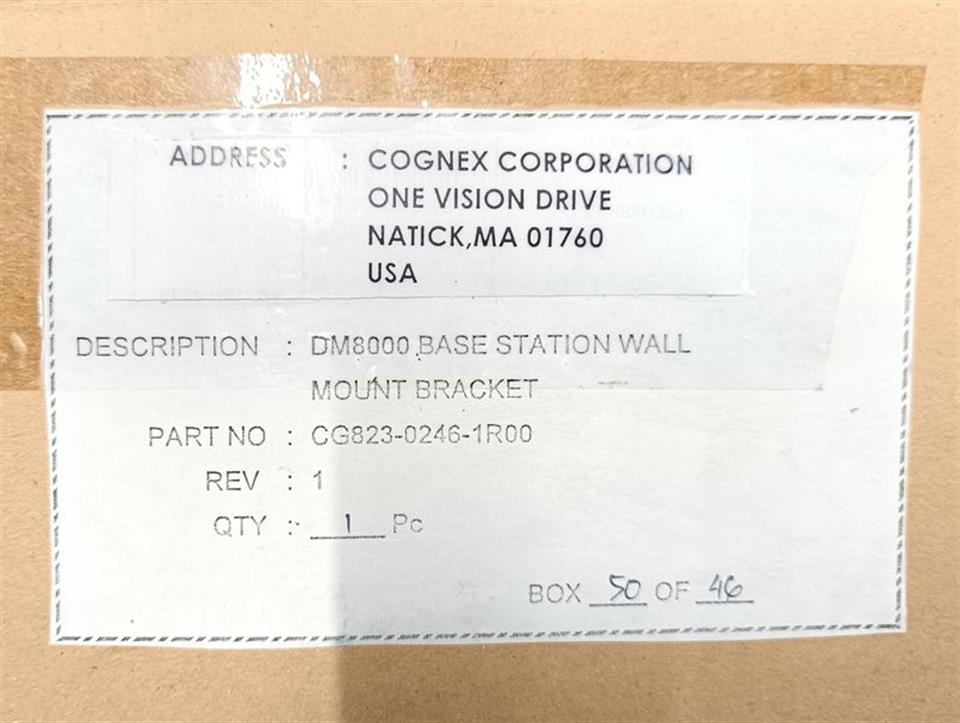 ADDRESS : COGNEX CORPORATION
ONE VISION DRIVE
NATICK,MA 01760
USA
DESCRIPTION : DM8000 BASE STATION WALL
MOUNT BRACKET
PART NO : CG823-0246-1R00
REV : 1
QTY : 1 Pc
BOX 50 OF 46